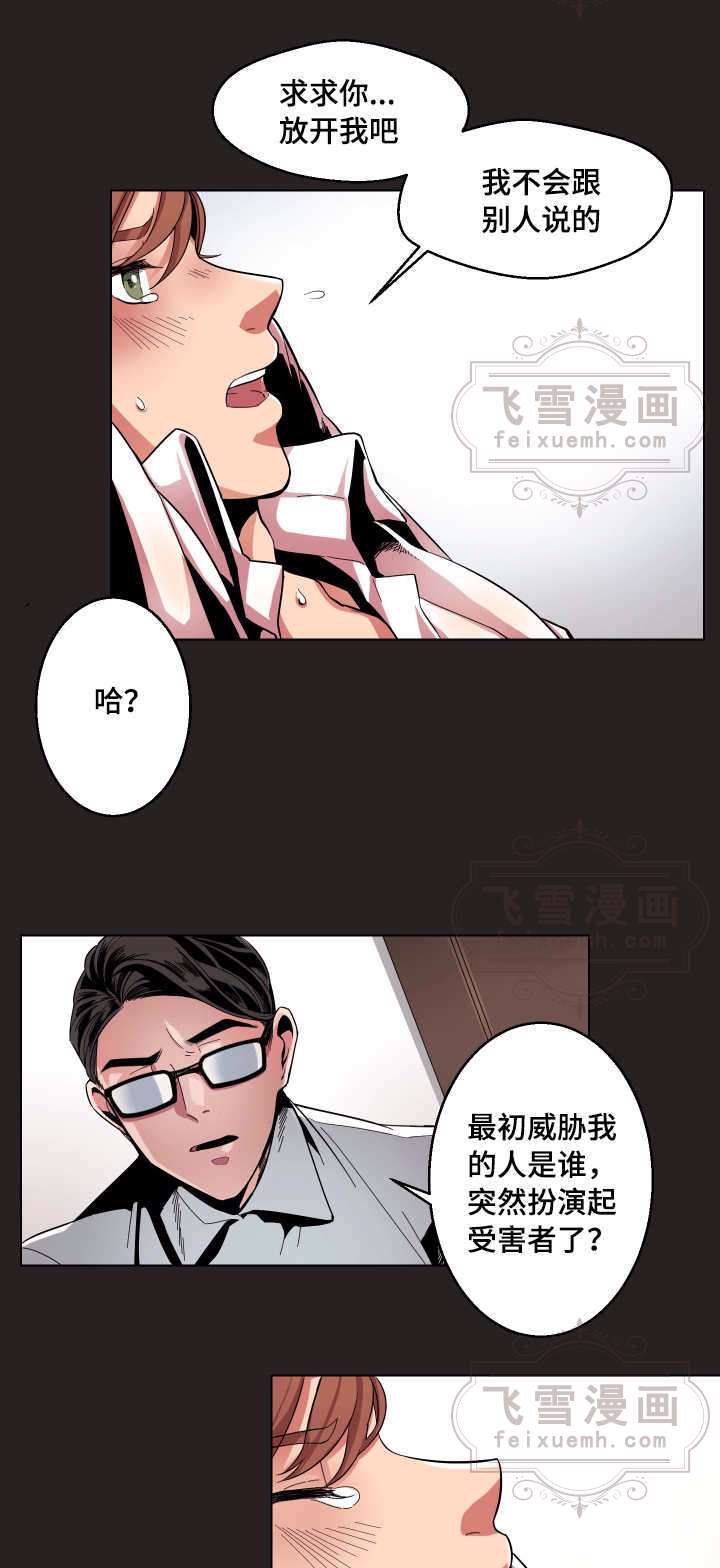 求求你...
放开我吧
我不会跟
别人说的
飞雪漫画
feixuemh.com
哈？
飞雪漫画
feixuemh.com
最初威胁我
的人是谁，
突然扮演起
受害者了？
飞雪漫画
feixuemh.com